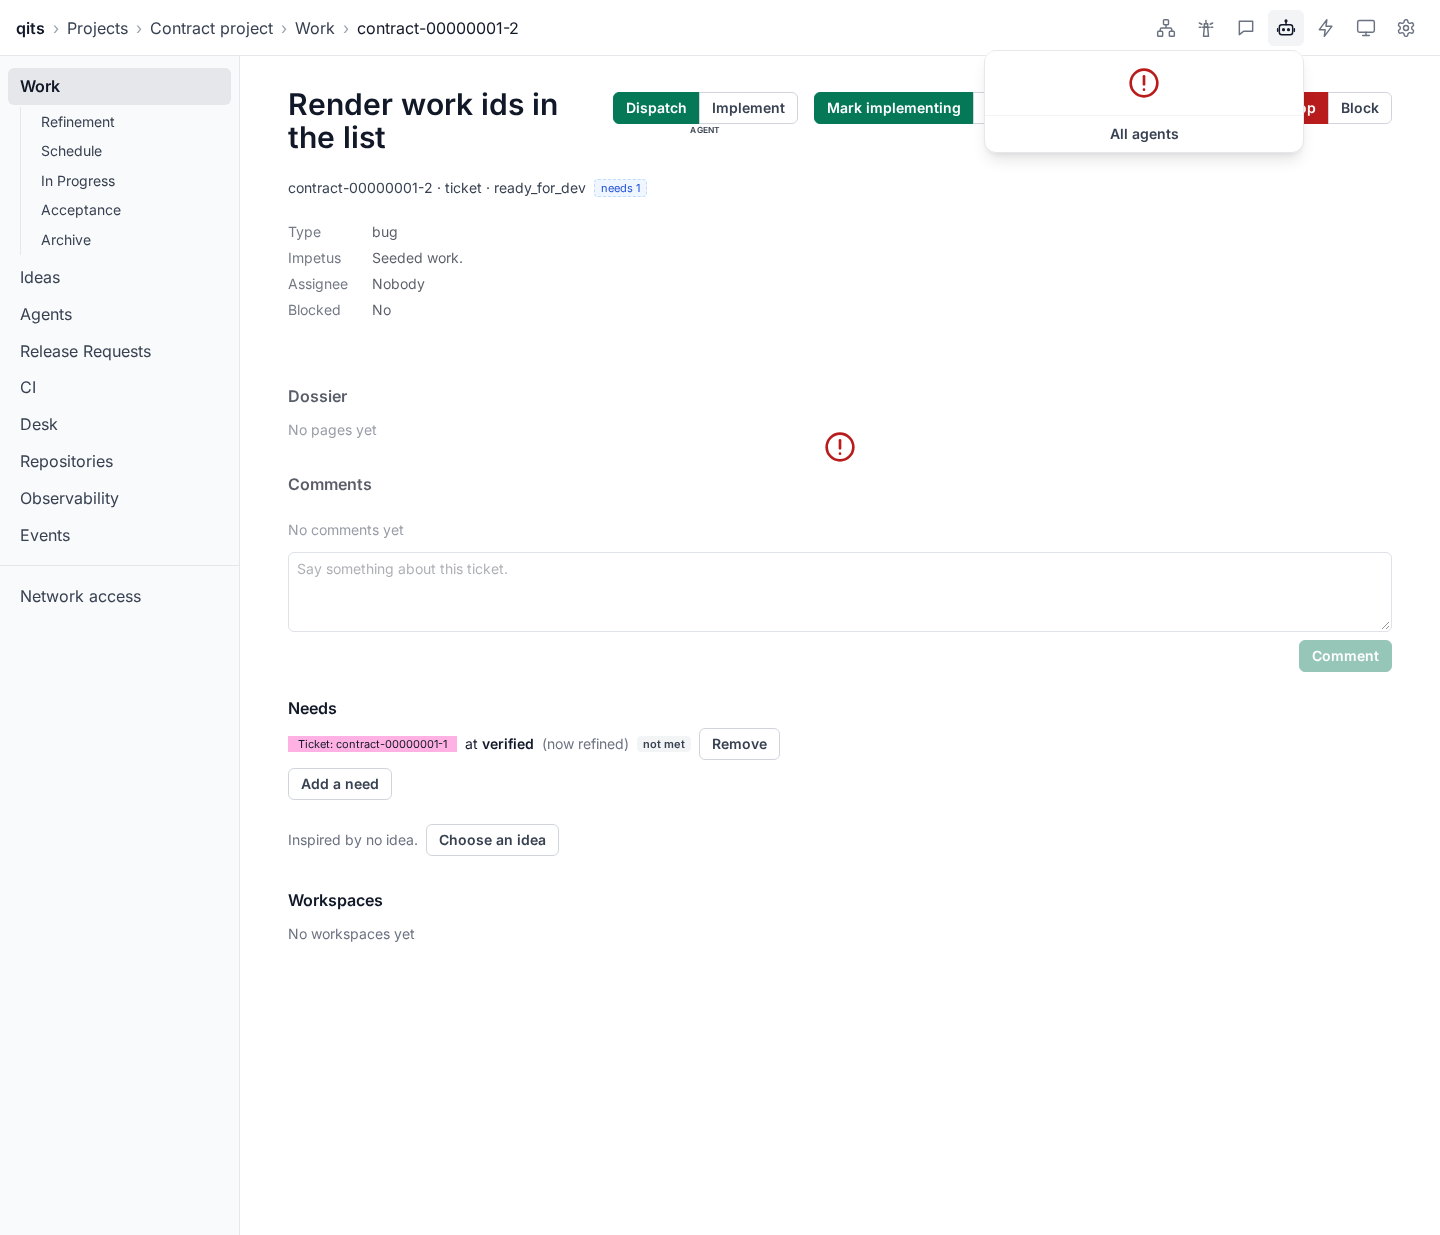 qits › Projects › Contract project › Work › contract-00000001-2
Work
Refinement
Schedule
In Progress
Acceptance
Archive
Ideas
Agents
Release Requests
CI
Desk
Repositories
Observability
Events
Network access
Render work ids in
the list
Dispatch
Implement
AGENT
Mark implementing
Block
All agents
contract-00000001-2 · ticket · ready_for_dev needs 1
Type bug
Impetus Seeded work.
Assignee Nobody
Blocked No
Dossier
No pages yet
Comments
No comments yet
Say something about this ticket.
Comment
Needs
Ticket: contract-00000001-1 at verified (now refined) not met Remove
Add a need
Inspired by no idea. Choose an idea
Workspaces
No workspaces yet